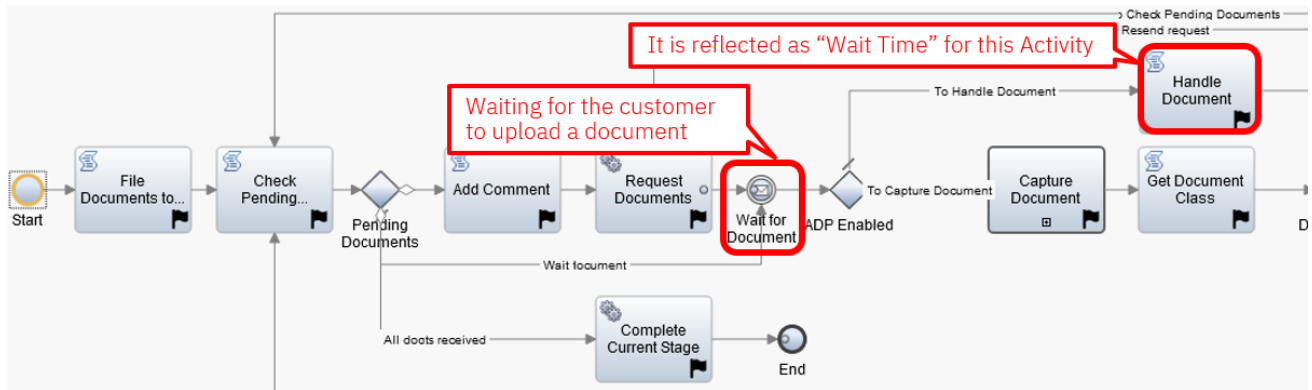 To Check Pending Documents
Resend request
It is reflected as “Wait Time” for this Activity
Handle
Document
To Handle Document
Waiting for the customer
to upload a document
File
Documents to...
Check
Pending...
Add Comment
Request
Documents
To Capture Document
Capture
Document
Get Document
Class
Start
Pending
Documents
Wait for
Document
ADP Enabled
D
Wait focument
All doots received
Complete
Current Stage
End